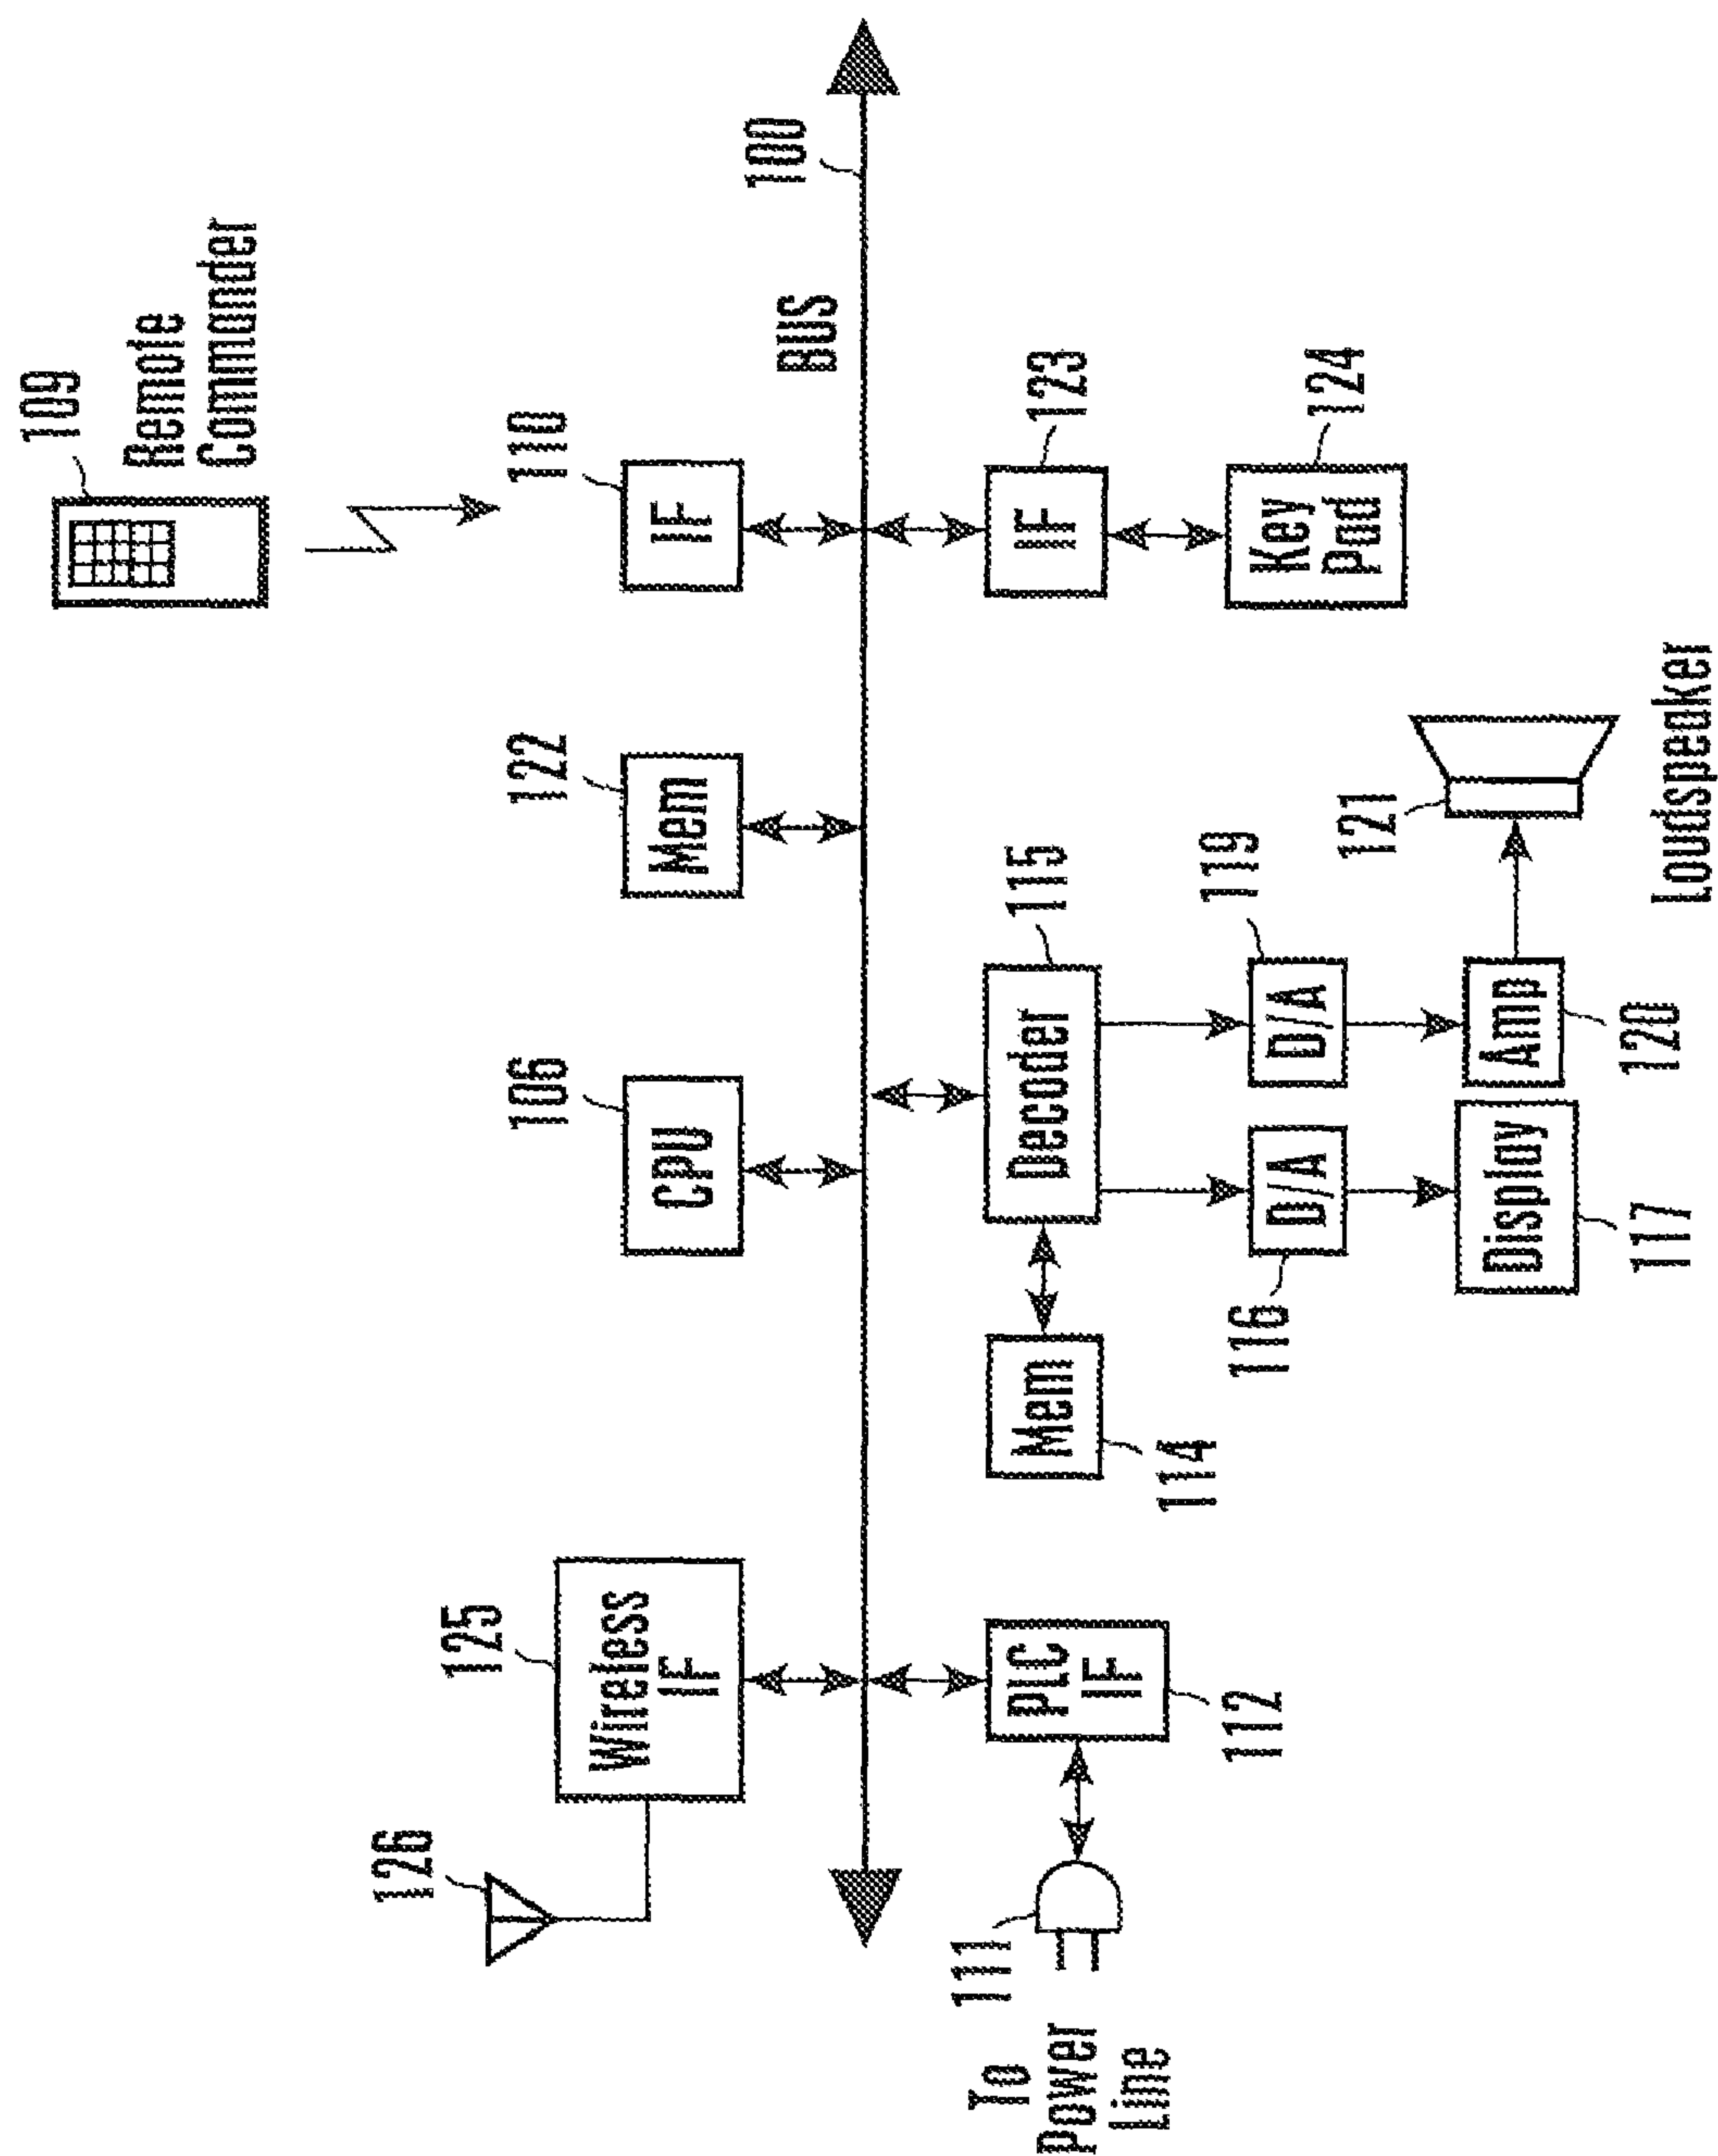 109
Remote
Commander
126
125
Wireless
IF
106
CPU
122
Mem
110
IF
BUS
100
To
Power
Line
111
PLC
IF
112
Mem
114
Decoder
115
IF
123
Key
Pad
124
D/A
116
D/A
119
Display
117
Amp
120
121
Loudspeaker